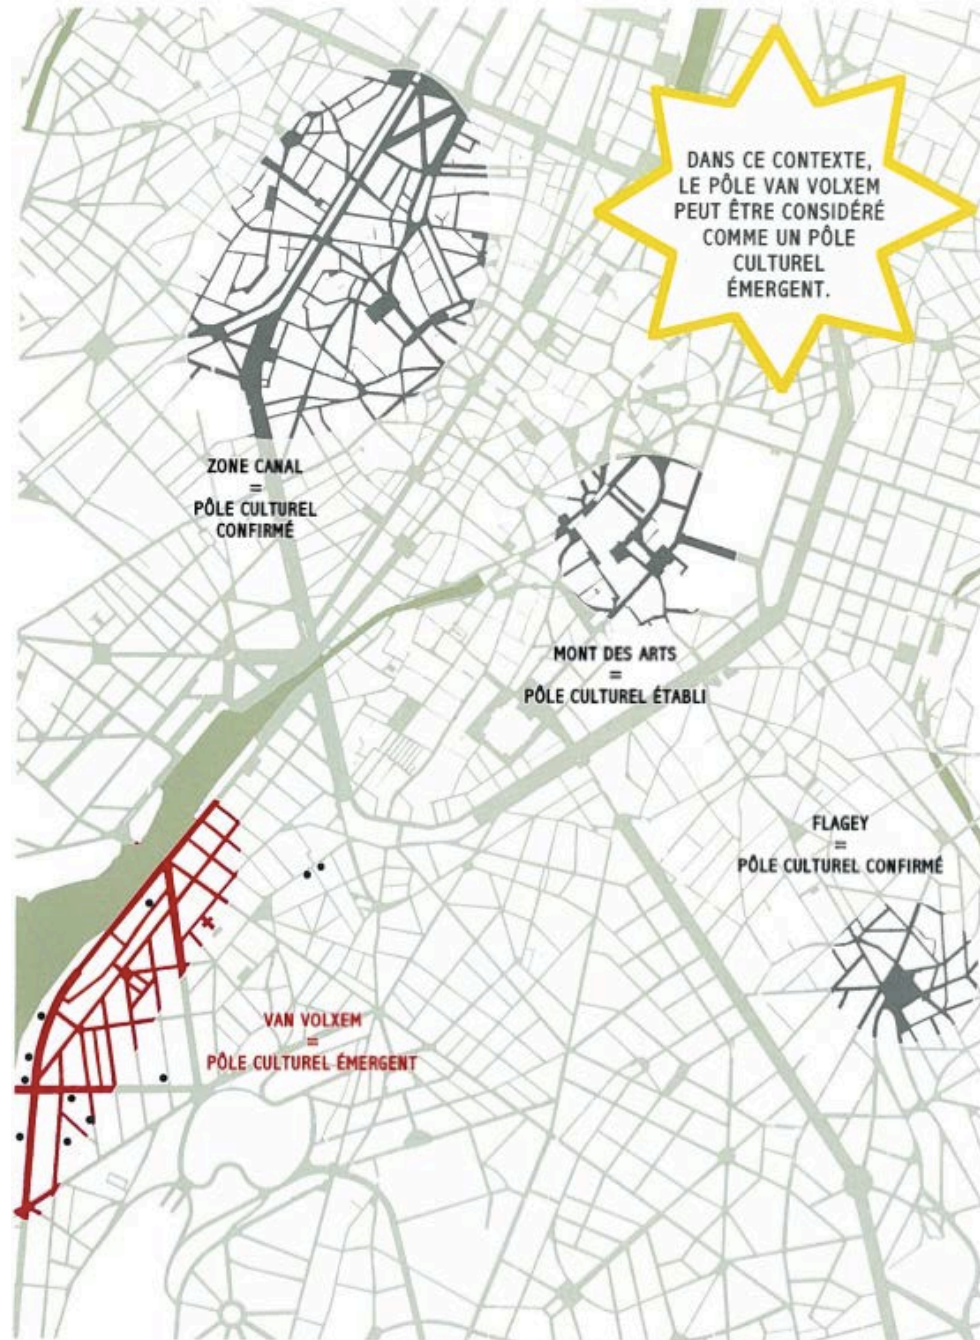 DANS CE CONTEXTE,
LE PÔLE VAN VOLXEM
PEUT ÊTRE CONSIDÉRÉ
COMME UN PÔLE
CULTUREL
ÉMERGENT.
ZONE CANAL
=
PÔLE CULTUREL
CONFIRMÉ
MONT DES ARTS
=
PÔLE CULTUREL ÉTABLI
FLAGEY
=
PÔLE CULTUREL CONFIRMÉ
VAN VOLXEM
=
PÔLE CULTUREL ÉMERGENT